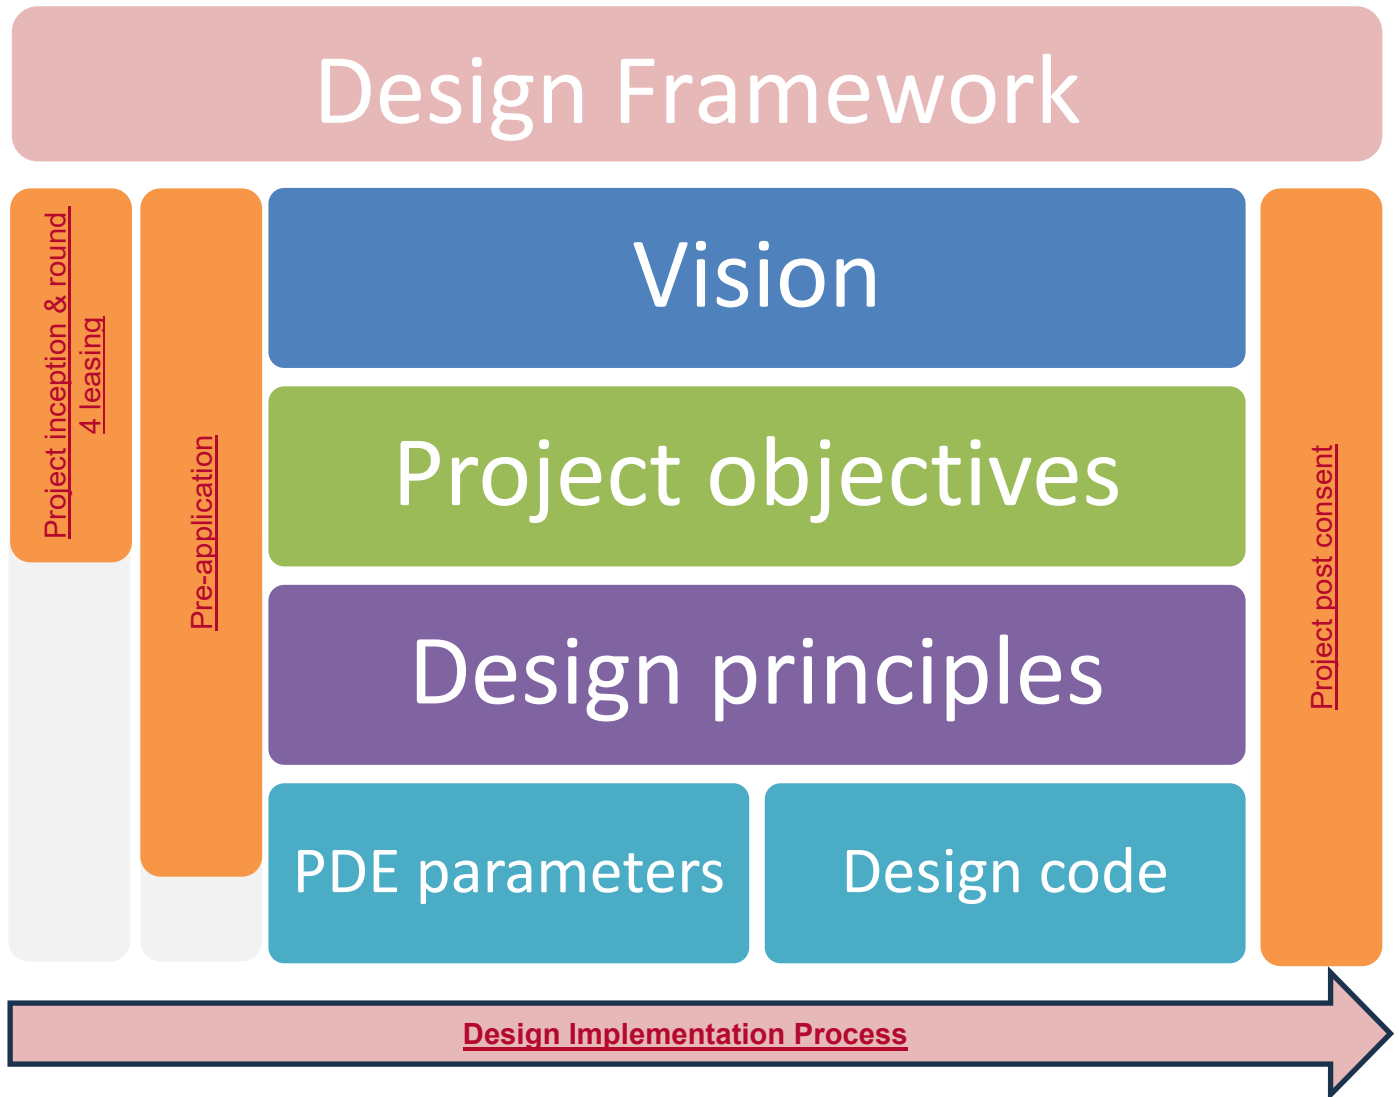 Design Framework
Project inception & round
4 leasing
Pre-application
Vision
Project objectives
Design principles
PDE parameters
Design code
Project post consent
Design Implementation Process